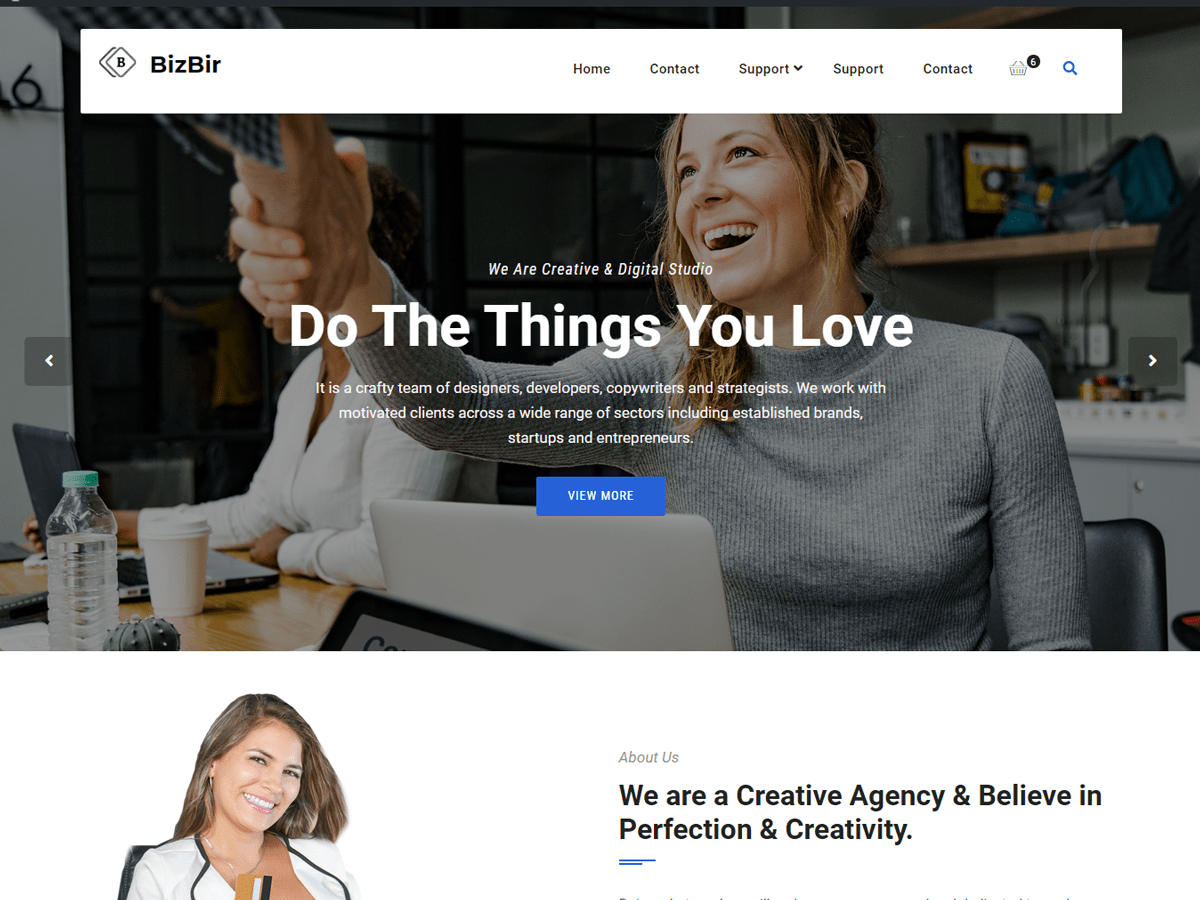 B BizBir
Home Contact Support Support Contact 6
We Are Creative & Digital Studio
Do The Things You Love
It is a crafty team of designers, developers, copywriters and strategists. We work with
motivated clients across a wide range of sectors including established brands,
startups and entrepreneurs.
VIEW MORE
About Us
We are a Creative Agency & Believe in
Perfection & Creativity.